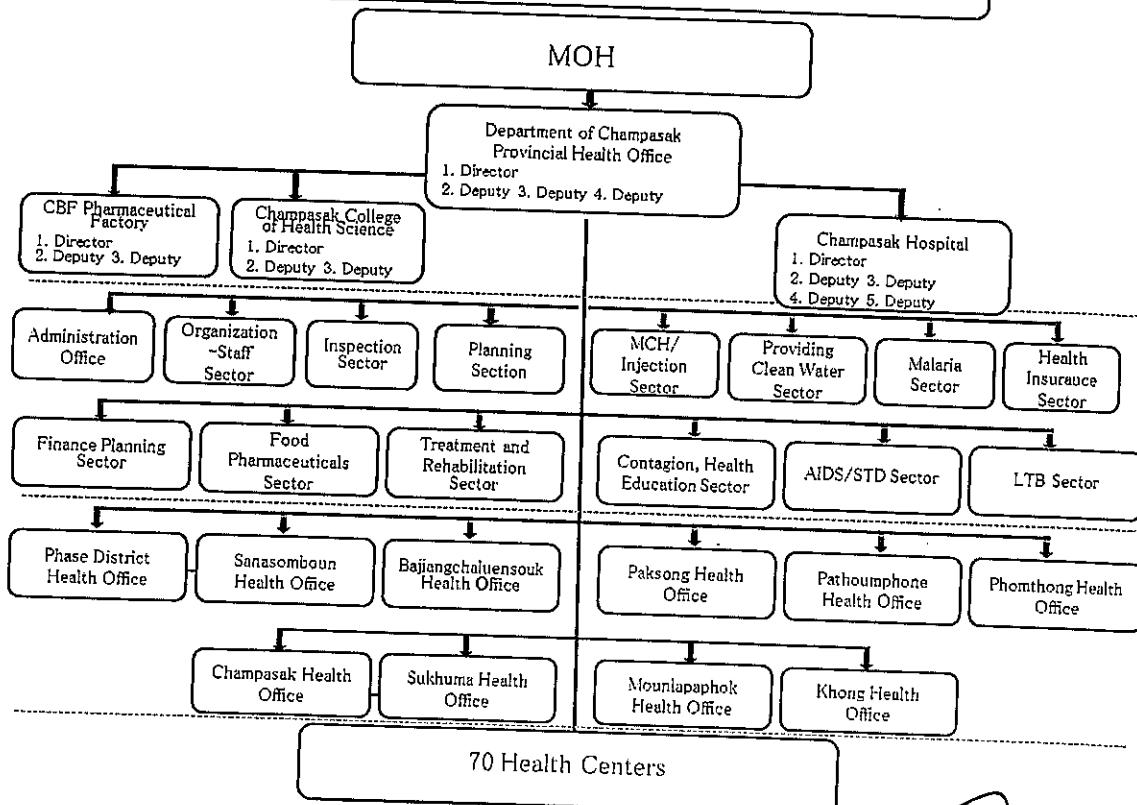 MOH
Department of Champasak
Provincial Health Office
1. Director
2. Deputy 3. Deputy 4. Deputy
CBF Pharmaceutical
Factory
1. Director
2. Deputy 3. Deputy
Champasak College
of Health Science
1. Director
2. Deputy 3. Deputy
Champasak Hospital
1. Director
2. Deputy 3. Deputy
4. Deputy 5. Deputy
Administration
Office
Organization
~Staff
Sector
Inspection
Sector
Planning
Section
MCH/
Injection
Sector
Providing
Clean Water
Sector
Malaria
Sector
Health
Insurance
Sector
Finance Planning
Sector
Food
Pharmaceuticals
Sector
Treatment and
Rehabilitation
Sector
Contagion, Health
Education Sector
AIDS/STD Sector
LTB Sector
Phase District
Health Office
Sanasomboun
Health Office
Bajiangchaluensouk
Health Office
Paksong Health
Office
Pathoumphone
Health Office
Phomthong Health
Office
Champasak Health
Office
Sukhuma Health
Office
Mounlapaphok
Health Office
Khong Health
Office
70 Health Centers